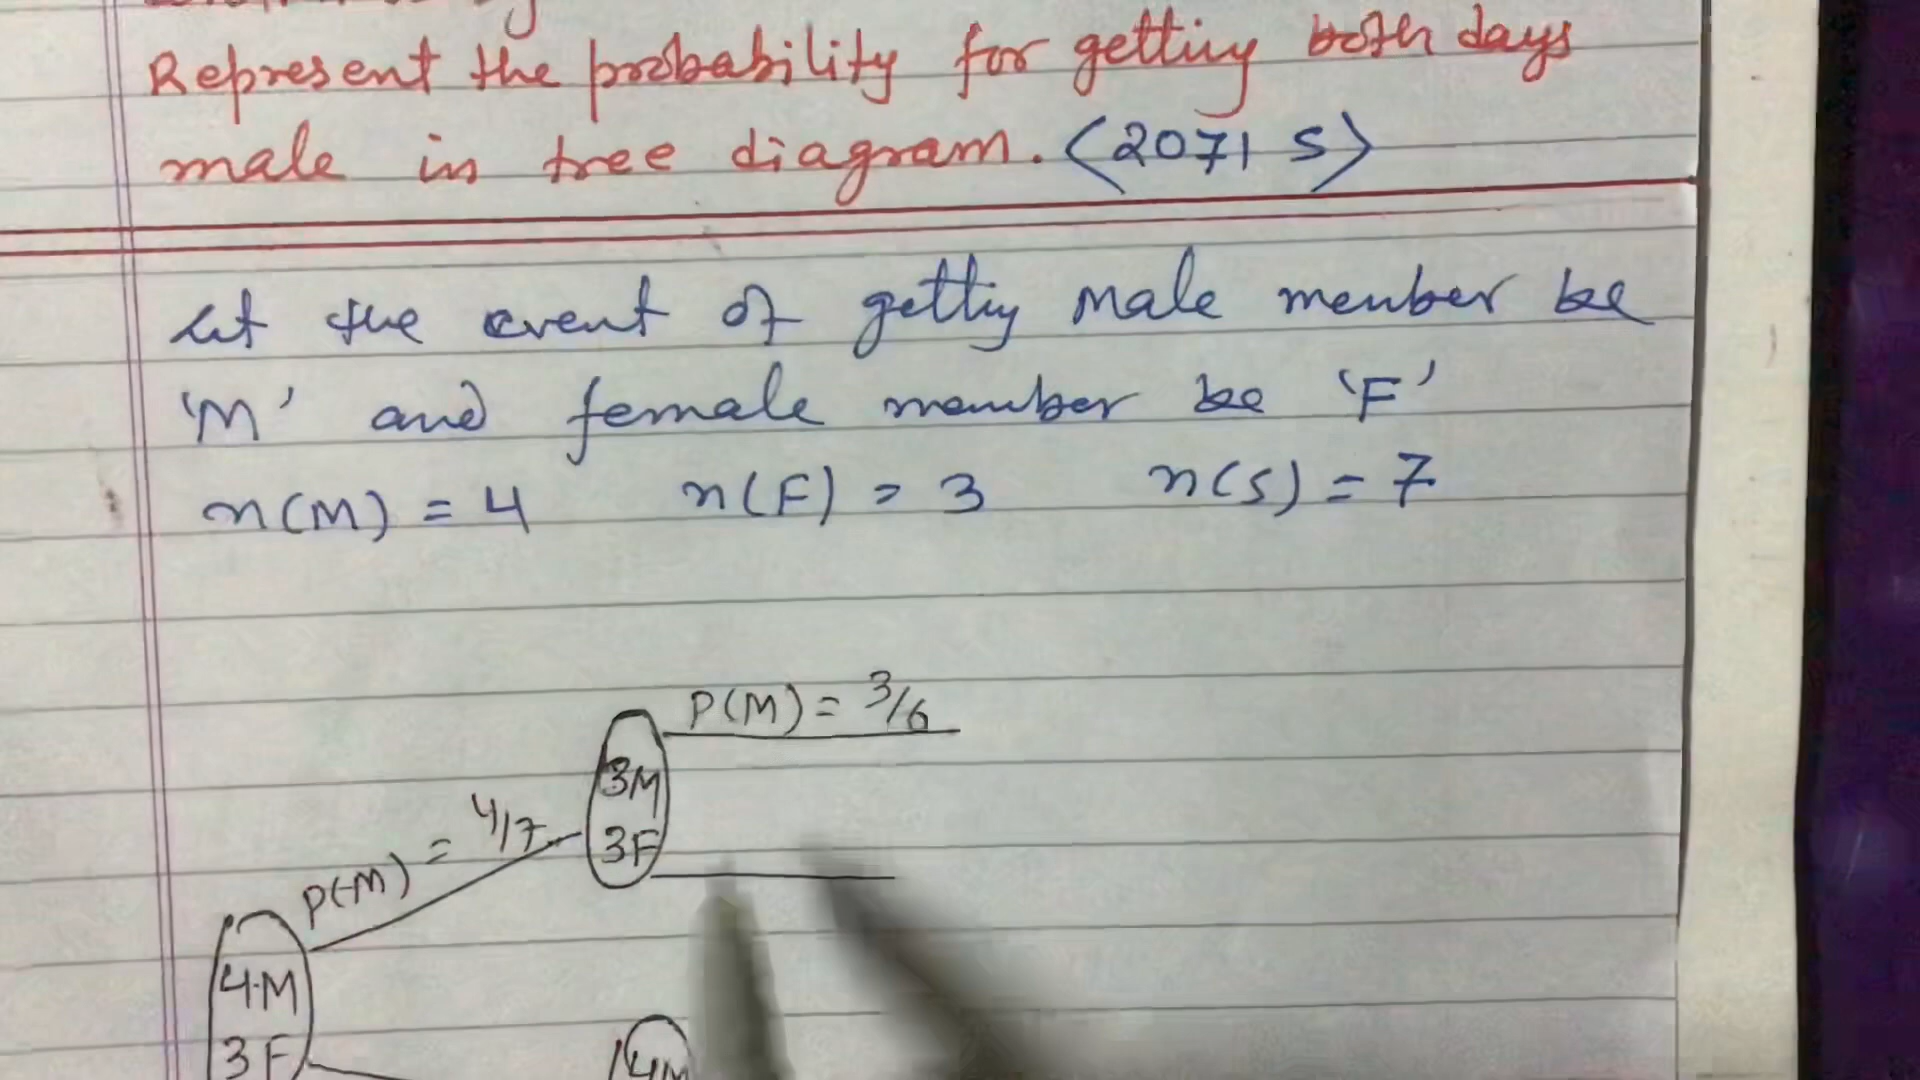 Represent the probability for getting both days
male in tree diagram. <2071 S>
Let the event of getting male member be
'M' and female member be 'F'
n(M) = 4 n(F) = 3 n(S) = 7
P(M) = 3/6
3M
3F
P(M) = 4/7
4M
3F
4M